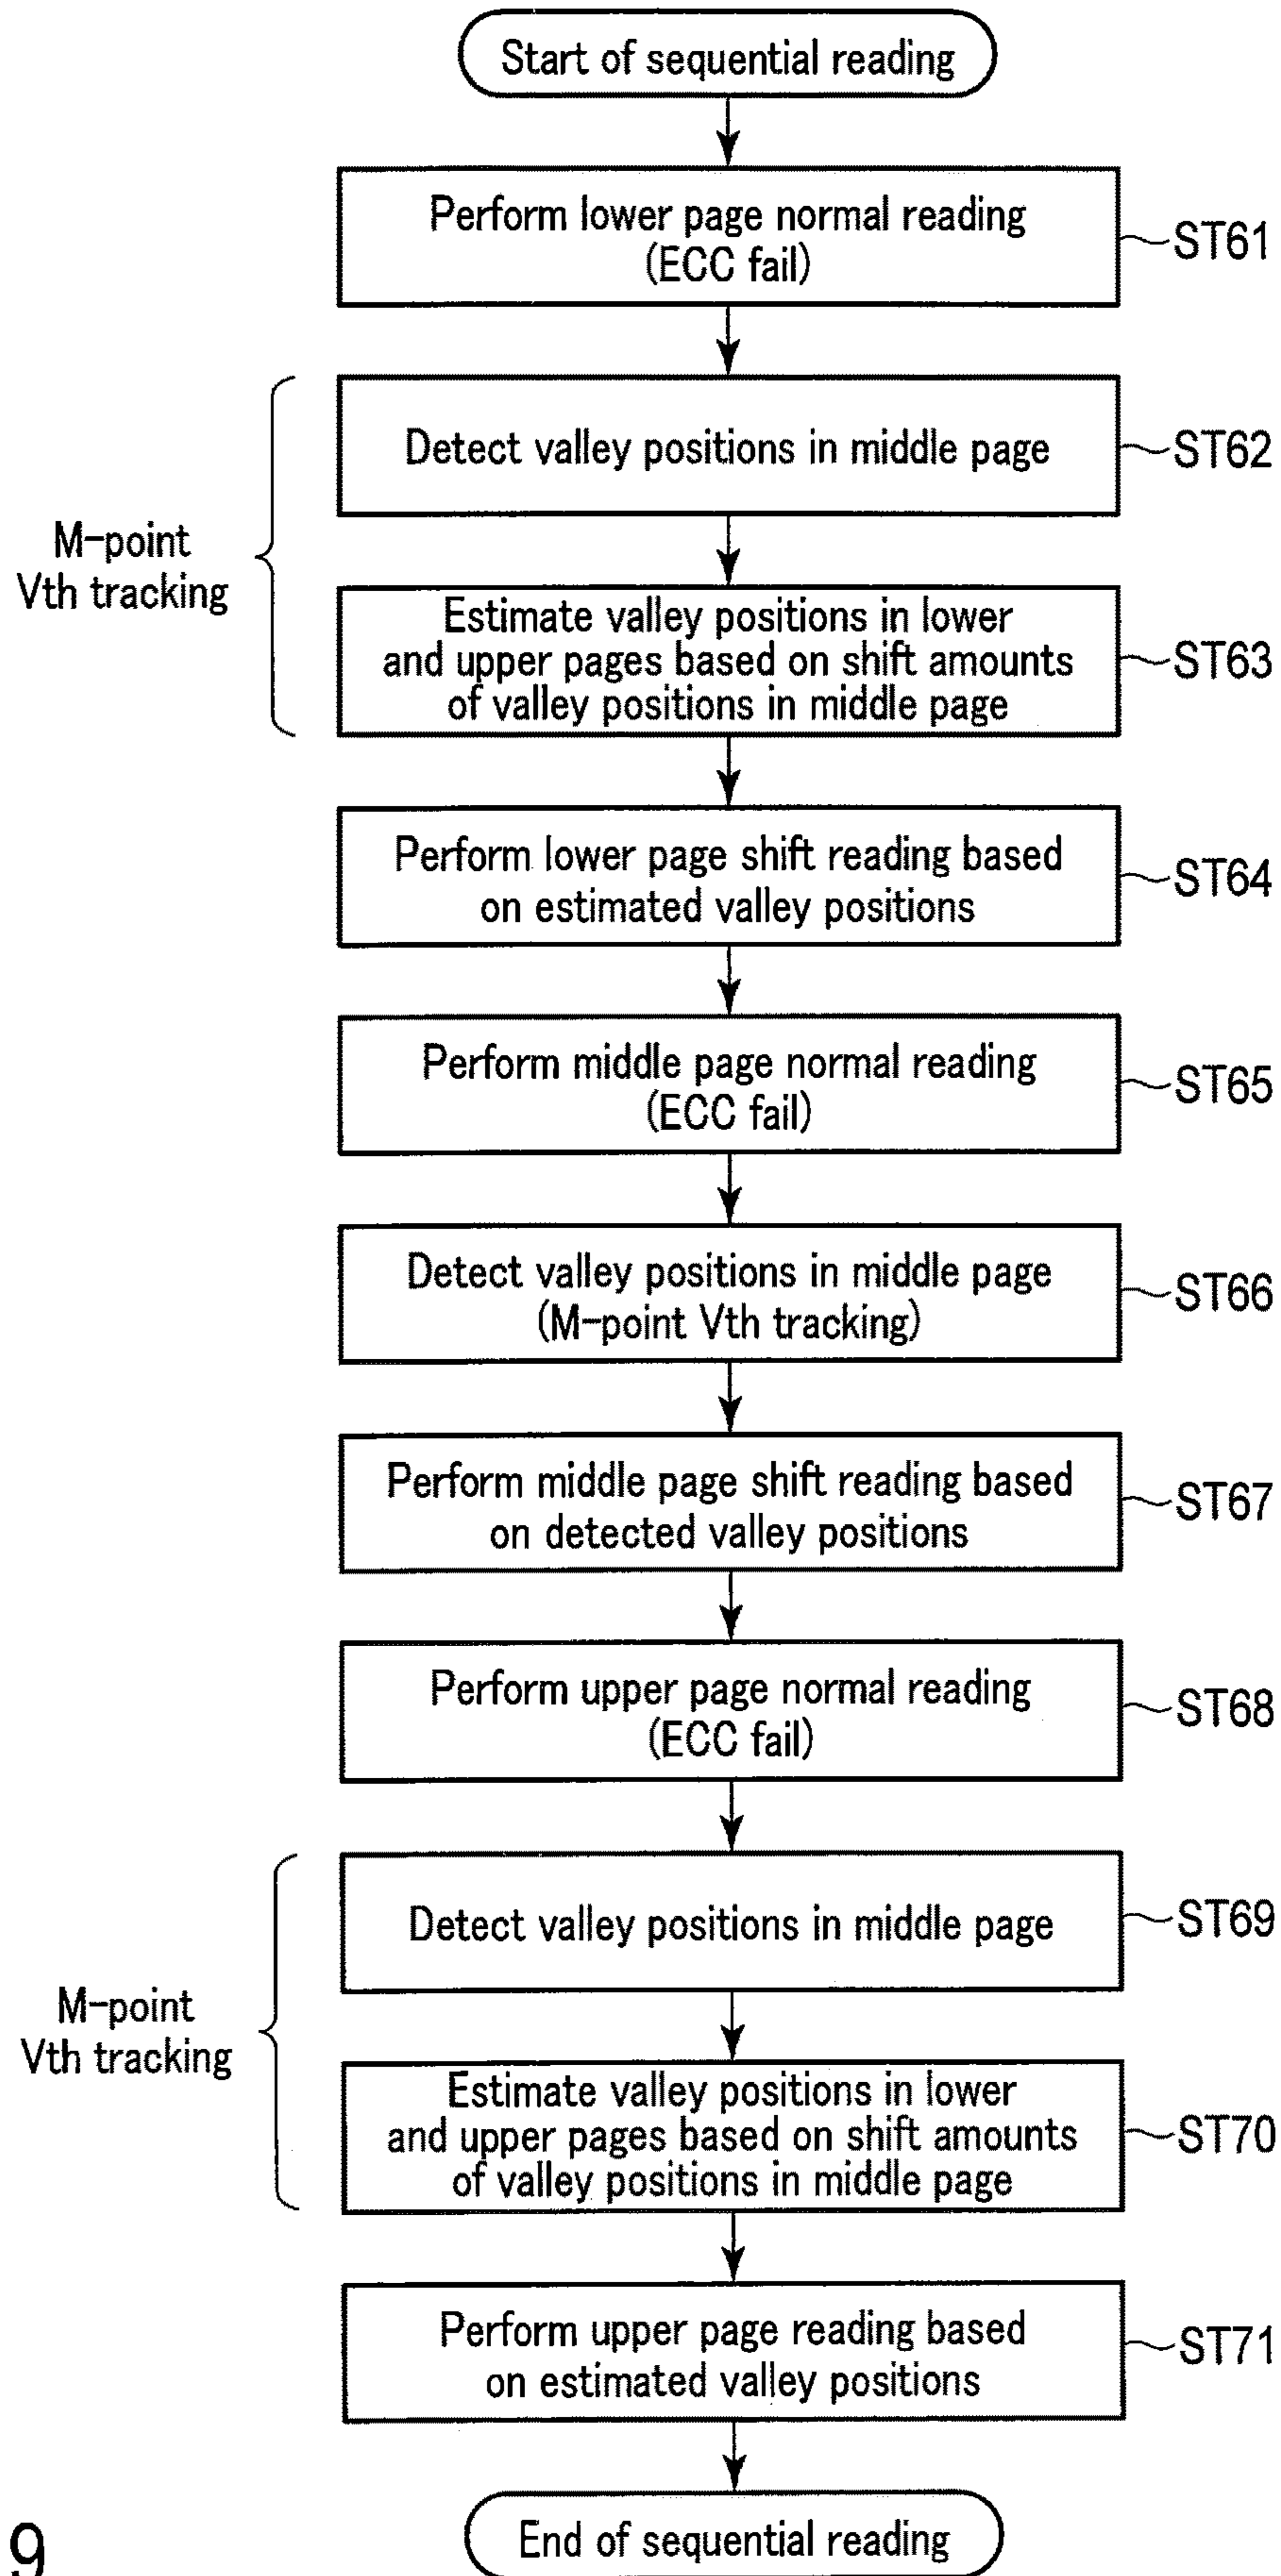 Start of sequential reading
Perform lower page normal reading
(ECC fail)
ST61
M-point
Vth tracking
Detect valley positions in middle page
ST62
Estimate valley positions in lower
and upper pages based on shift amounts
of valley positions in middle page
ST63
Perform lower page shift reading based
on estimated valley positions
ST64
Perform middle page normal reading
(ECC fail)
ST65
Detect valley positions in middle page
(M-point Vth tracking)
ST66
Perform middle page shift reading based
on detected valley positions
ST67
Perform upper page normal reading
(ECC fail)
ST68
M-point
Vth tracking
Detect valley positions in middle page
ST69
Estimate valley positions in lower
and upper pages based on shift amounts
of valley positions in middle page
ST70
Perform upper page reading based
on estimated valley positions
ST71
End of sequential reading
9